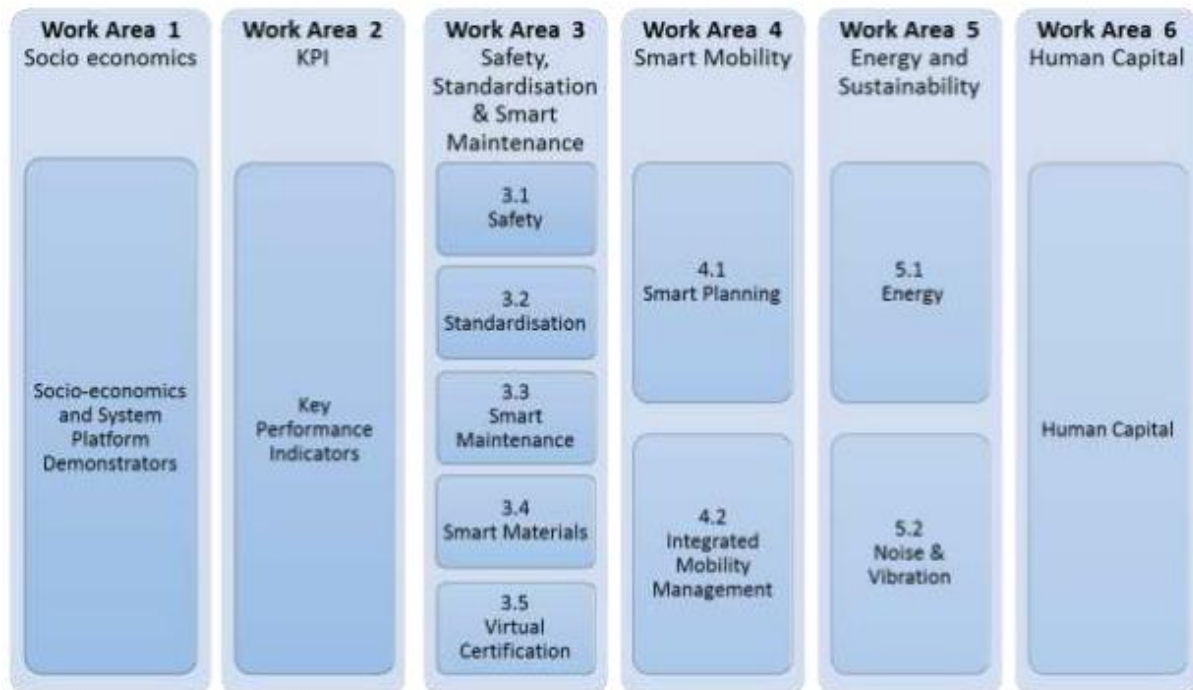 Work Area 1
Socio economics
Socio-economics
and System
Platform
Demonstrators
Work Area 2
KPI
Key
Performance
Indicators
Work Area 3
Safety,
Standardisation
& Smart
Maintenance
3.1
Safety
3.2
Standardisation
3.3
Smart
Maintenance
3.4
Smart Materials
3.5
Virtual
Certification
Work Area 4
Smart Mobility
4.1
Smart Planning
4.2
Integrated
Mobility
Management
Work Area 5
Energy and
Sustainability
5.1
Energy
5.2
Noise &
Vibration
Work Area 6
Human Capital
Human Capital